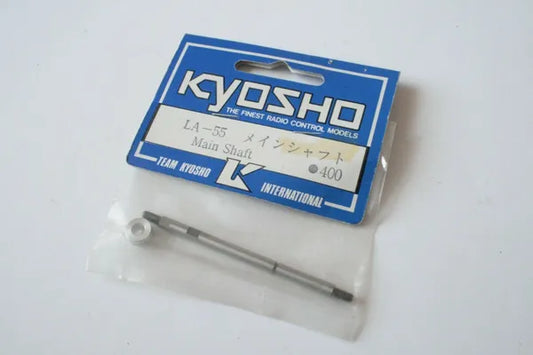 KYOSHO
THE FINEST RADIO CONTROL MODELS
LA-55 メインシャフト
Main Shaft
●400
TEAM KYOSHO K INTERNATIONAL